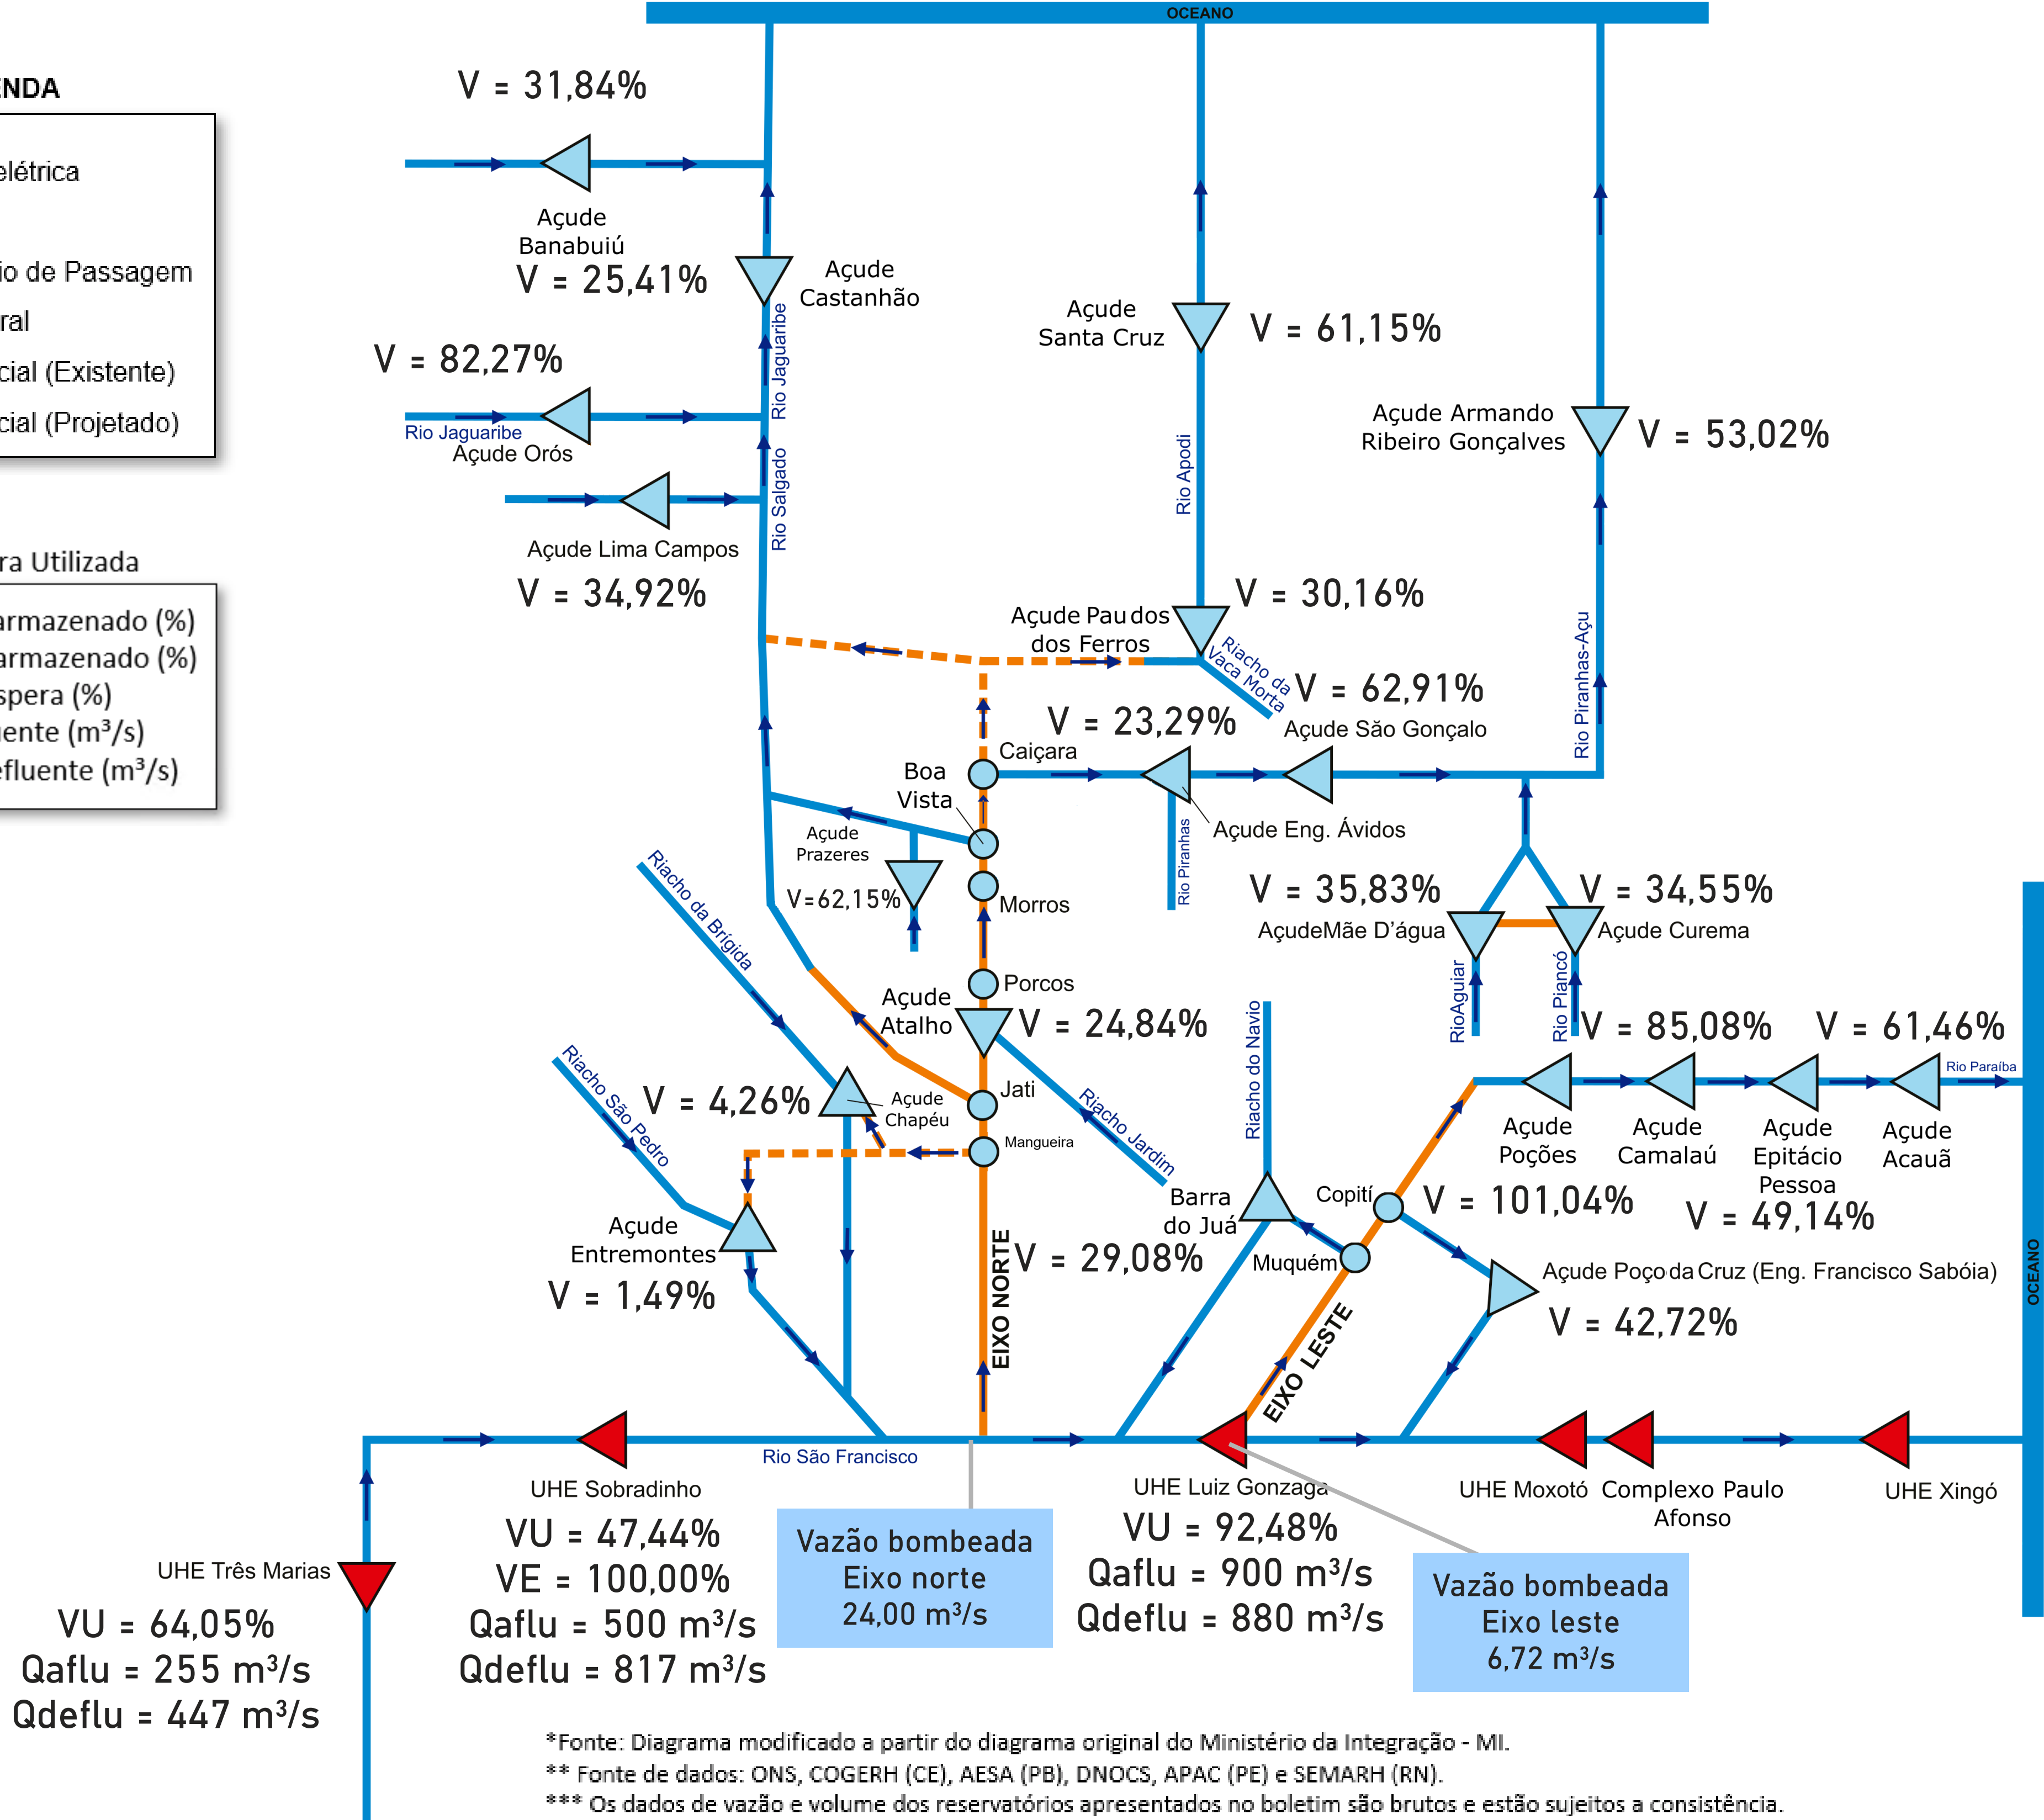 OCEANO
V = 31,84%
ENDA
elétrica
io de Passagem
ral
cial (Existente)
cial (Projetado)
Açude
Banabuiú
V = 25,41%
Açude
Castanhão
Rio Jaguaribe
V = 82,27%
Rio Jaguaribe
Açude Orós
Rio Salgado
Açude Lima Campos
V = 34,92%
Açude
Santa Cruz
V = 61,15%
Rio Apodi
Açude Armando
Ribeiro Gonçalves
V = 53,02%
Rio Piranhas-Açu
ra Utilizada
armazenado (%)
armazenado (%)
spera (%)
uente (m³/s)
efluente (m³/s)
Açude Pau dos
dos Ferros
V = 30,16%
Riacho da
Vaca Morta
V = 62,91%
Açude São Gonçalo
V = 23,29%
Caiçara
Boa
Vista
Açude Eng. Ávidos
Rio Piranhas
Açude
Prazeres
V=62,15%
Morros
Porcos
Açude
Atalho
V = 24,84%
Riacho Jardim
Riacho da Brígida
Riacho São Pedro
V = 4,26%
Açude
Chapéu
Jati
Mangueira
V = 35,83%
AçudeMãe D'água
V = 34,55%
Açude Curema
RioAguiar
Rio Piancó
V = 85,08%
V = 61,46%
Rio Paraíba
Açude
Poções
Açude
Camalaú
Açude
Epitácio
Pessoa
Açude
Acauã
V = 101,04%
V = 49,14%
Riacho do Navio
Barra
do Juá
V = 29,08%
Copití
Muquém
Açude Poço da Cruz (Eng. Francisco Sabóia)
V = 42,72%
OCEANO
Açude
Entremontes
V = 1,49%
EIXO NORTE
EIXO LESTE
Rio São Francisco
UHE Sobradinho
VU = 47,44%
VE = 100,00%
Qaflu = 500 m³/s
Qdeflu = 817 m³/s
Vazão bombeada
Eixo norte
24,00 m³/s
UHE Luiz Gonzaga
VU = 92,48%
Qaflu = 900 m³/s
Qdeflu = 880 m³/s
Vazão bombeada
Eixo leste
6,72 m³/s
UHE Moxotó
Complexo Paulo
Afonso
UHE Xingó
UHE Três Marias
VU = 64,05%
Qaflu = 255 m³/s
Qdeflu = 447 m³/s
*Fonte: Diagrama modificado a partir do diagrama original do Ministério da Integração - MI.
** Fonte de dados: ONS, COGERH (CE), AESA (PB), DNOCS, APAC (PE) e SEMARH (RN).
*** Os dados de vazão e volume dos reservatórios apresentados no boletim são brutos e estão sujeitos a consistência.